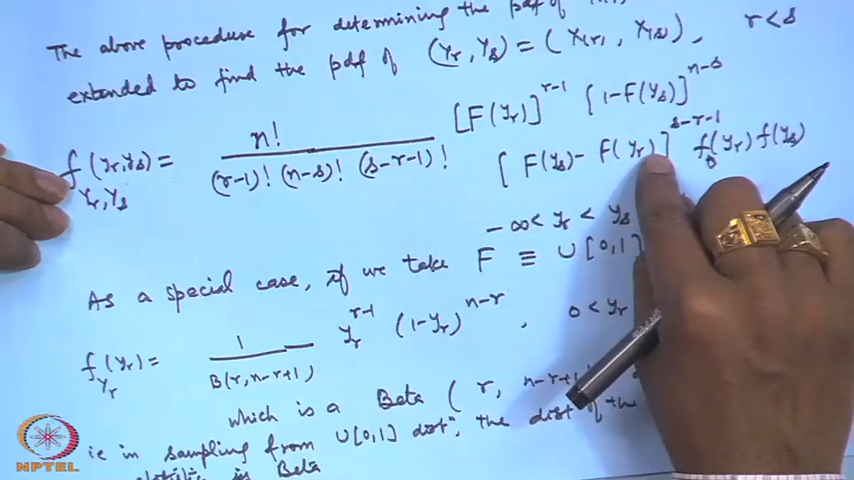 The above procedure for determining the pdf of
extended to find the pdf of (Yr, Ys) = (X(r), X(s)), r<s
f Yr,Ys (yr, ys) = n! / (r-1)! (n-s)! (s-r-1)! [F(yr)]^r-1 [1-F(ys)]^n-s
[F(ys) - F(yr)]^s-r-1 f(yr) f(ys)
-∞ < yr < ys
As a special case, if we take F ≡ U[0,1]
f Yr (yr) = 1 / B(r, n-r+1) yr^r-1 (1-yr)^n-r , 0 < yr
which is a Beta (r, n-r+1)
ie in sampling from U[0,1] distⁿ, the dist of the
is Beta
NPTEL